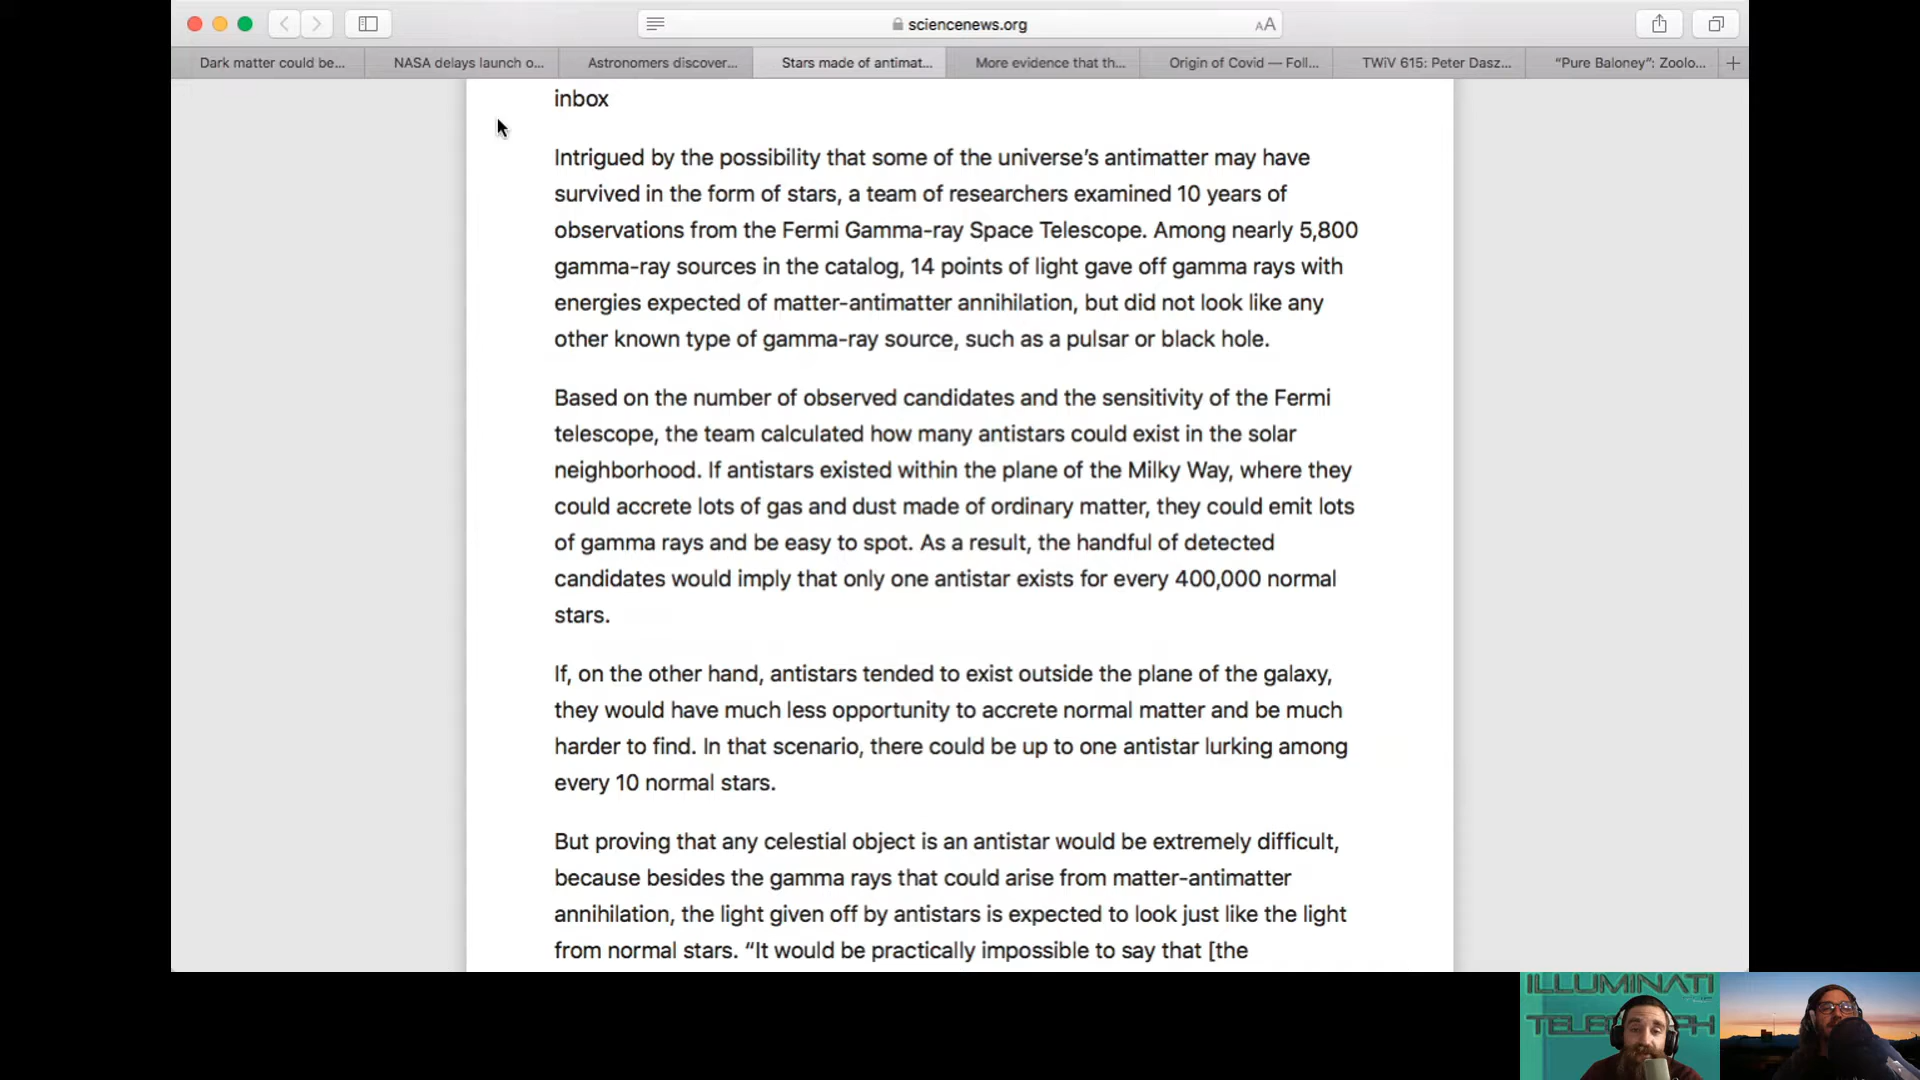 sciencenews.org
AA
Dark matter could be...
NASA delays launch o...
Astronomers discover...
Stars made of antimat...
More evidence that th...
Origin of Covid — Foll...
TWiV 615: Peter Dasz...
“Pure Baloney”: Zoolo...
inbox
Intrigued by the possibility that some of the universe’s antimatter may have
survived in the form of stars, a team of researchers examined 10 years of
observations from the Fermi Gamma-ray Space Telescope. Among nearly 5,800
gamma-ray sources in the catalog, 14 points of light gave off gamma rays with
energies expected of matter-antimatter annihilation, but did not look like any
other known type of gamma-ray source, such as a pulsar or black hole.
Based on the number of observed candidates and the sensitivity of the Fermi
telescope, the team calculated how many antistars could exist in the solar
neighborhood. If antistars existed within the plane of the Milky Way, where they
could accrete lots of gas and dust made of ordinary matter, they could emit lots
of gamma rays and be easy to spot. As a result, the handful of detected
candidates would imply that only one antistar exists for every 400,000 normal
stars.
If, on the other hand, antistars tended to exist outside the plane of the galaxy,
they would have much less opportunity to accrete normal matter and be much
harder to find. In that scenario, there could be up to one antistar lurking among
every 10 normal stars.
But proving that any celestial object is an antistar would be extremely difficult,
because besides the gamma rays that could arise from matter-antimatter
annihilation, the light given off by antistars is expected to look just like the light
from normal stars. “It would be practically impossible to say that [the
ILLUMINATI